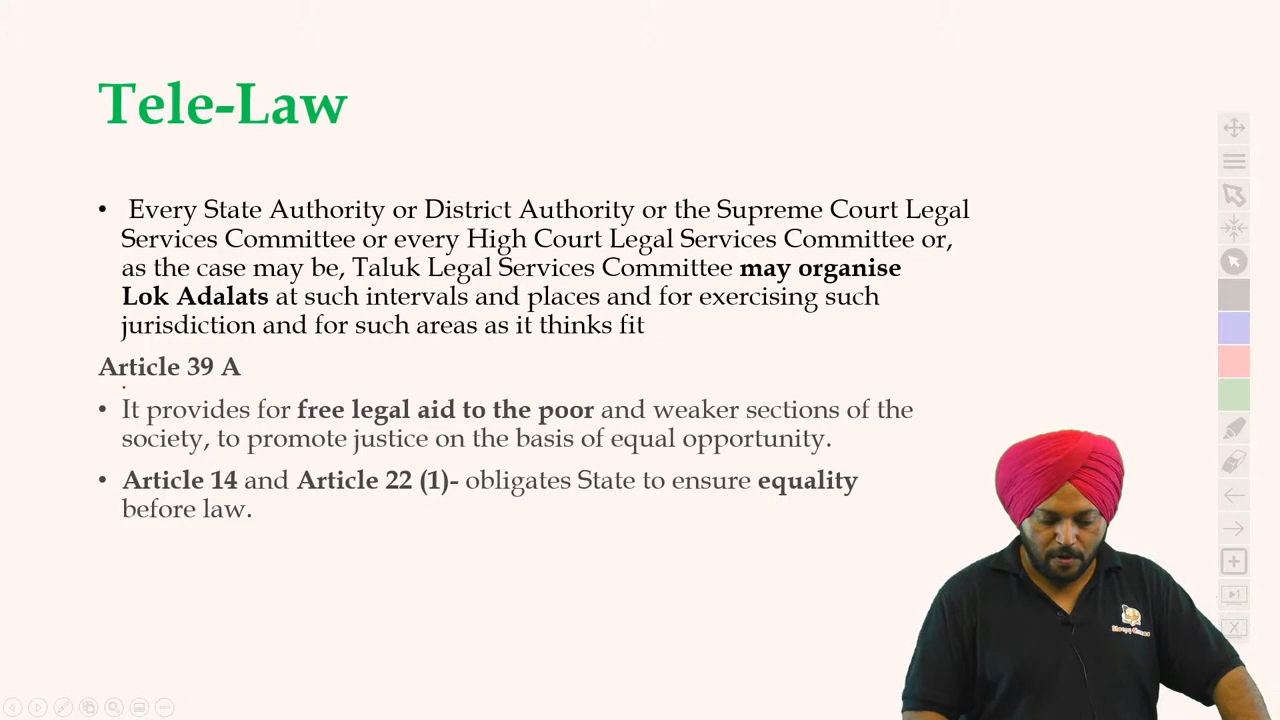 Tele-Law
• Every State Authority or District Authority or the Supreme Court Legal
Services Committee or every High Court Legal Services Committee or,
as the case may be, Taluk Legal Services Committee may organise
Lok Adalats at such intervals and places and for exercising such
jurisdiction and for such areas as it thinks fit
Article 39 A
• It provides for free legal aid to the poor and weaker sections of the
society, to promote justice on the basis of equal opportunity.
• Article 14 and Article 22 (1)- obligates State to ensure equality
before law.